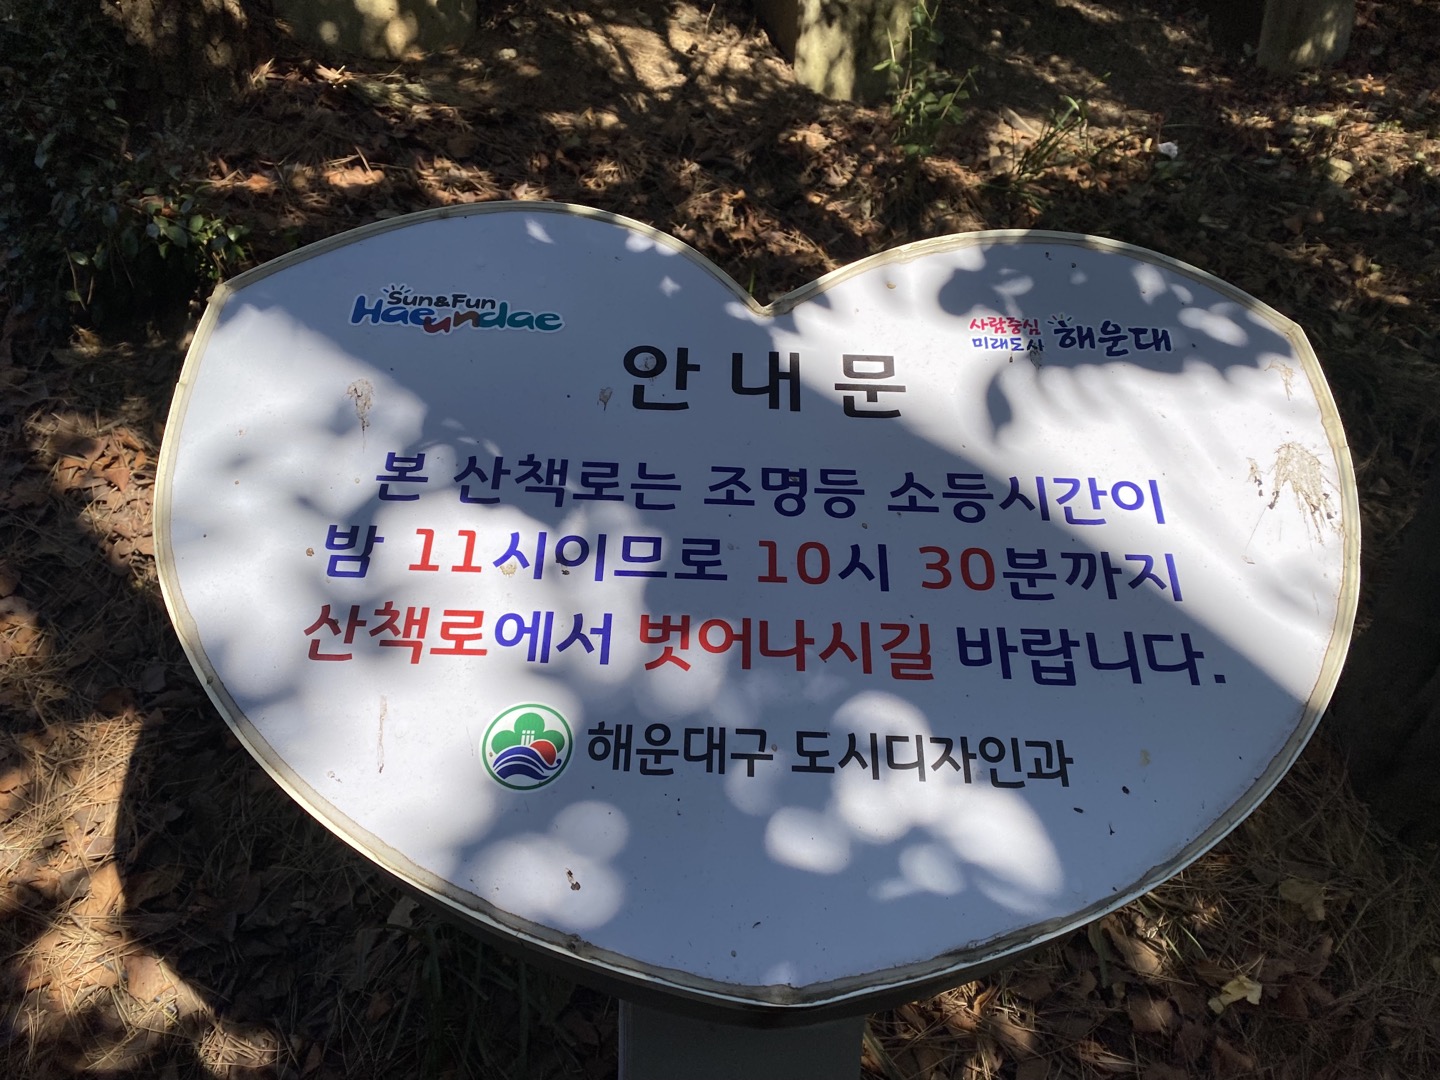 Sun&Fun
Haeundae
사람중심
미래도시
해운대
안내문
본 산책로는 조명등 소등시간이
밤 11시이므로 10시 30분까지
산책로에서 벗어나시길 바랍니다.
해운대구 도시디자인과